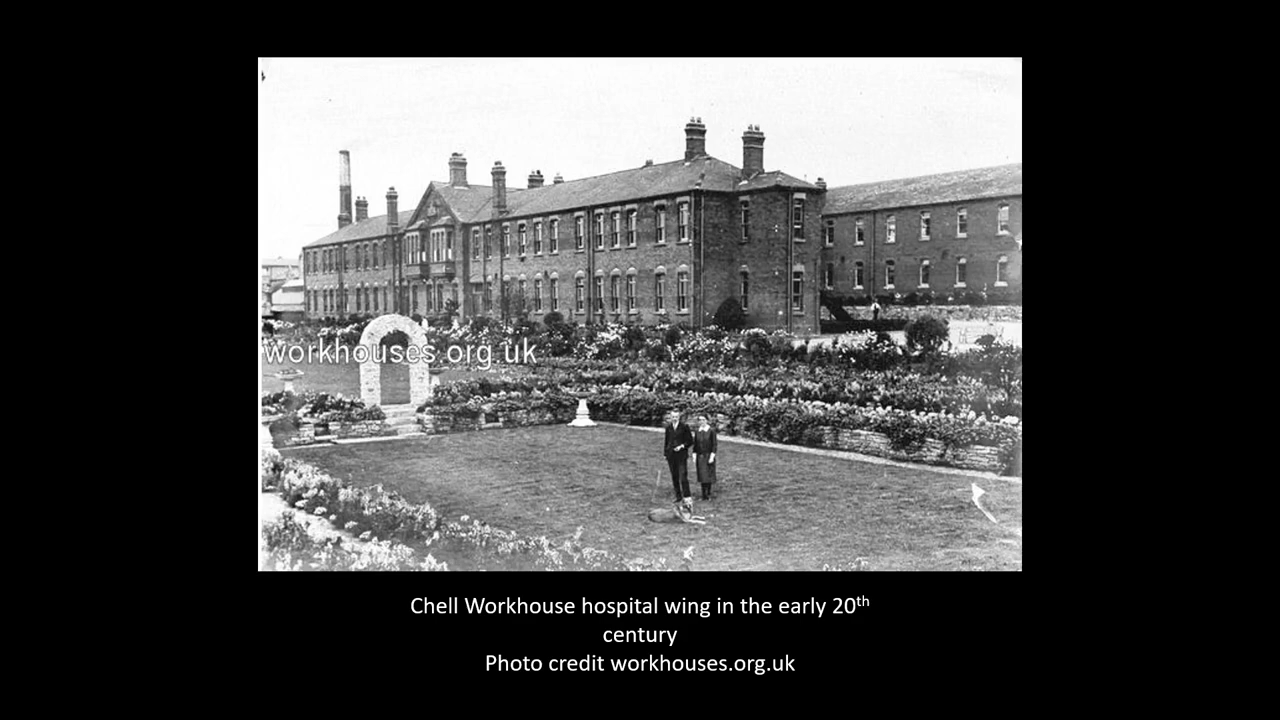 workhouses.org.uk
Chell Workhouse hospital wing in the early 20th
century
Photo credit workhouses.org.uk